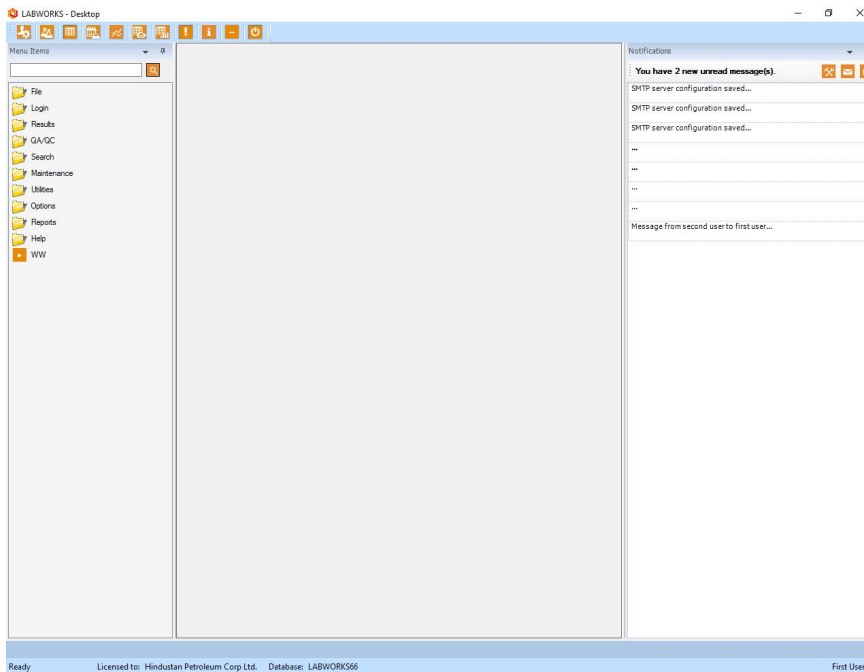 LABWORKS - Desktop
Menu Items
File
Login
Results
QA/QC
Search
Maintenance
Utilities
Options
Reports
Help
WW
Notifications
You have 2 new unread message(s).
SMTP server configuration saved...
SMTP server configuration saved...
SMTP server configuration saved...
...
...
...
...
Message from second user to first user...
Ready Licensed to: Hindustan Petroleum Corp Ltd. Database: LABWORKS66 First User